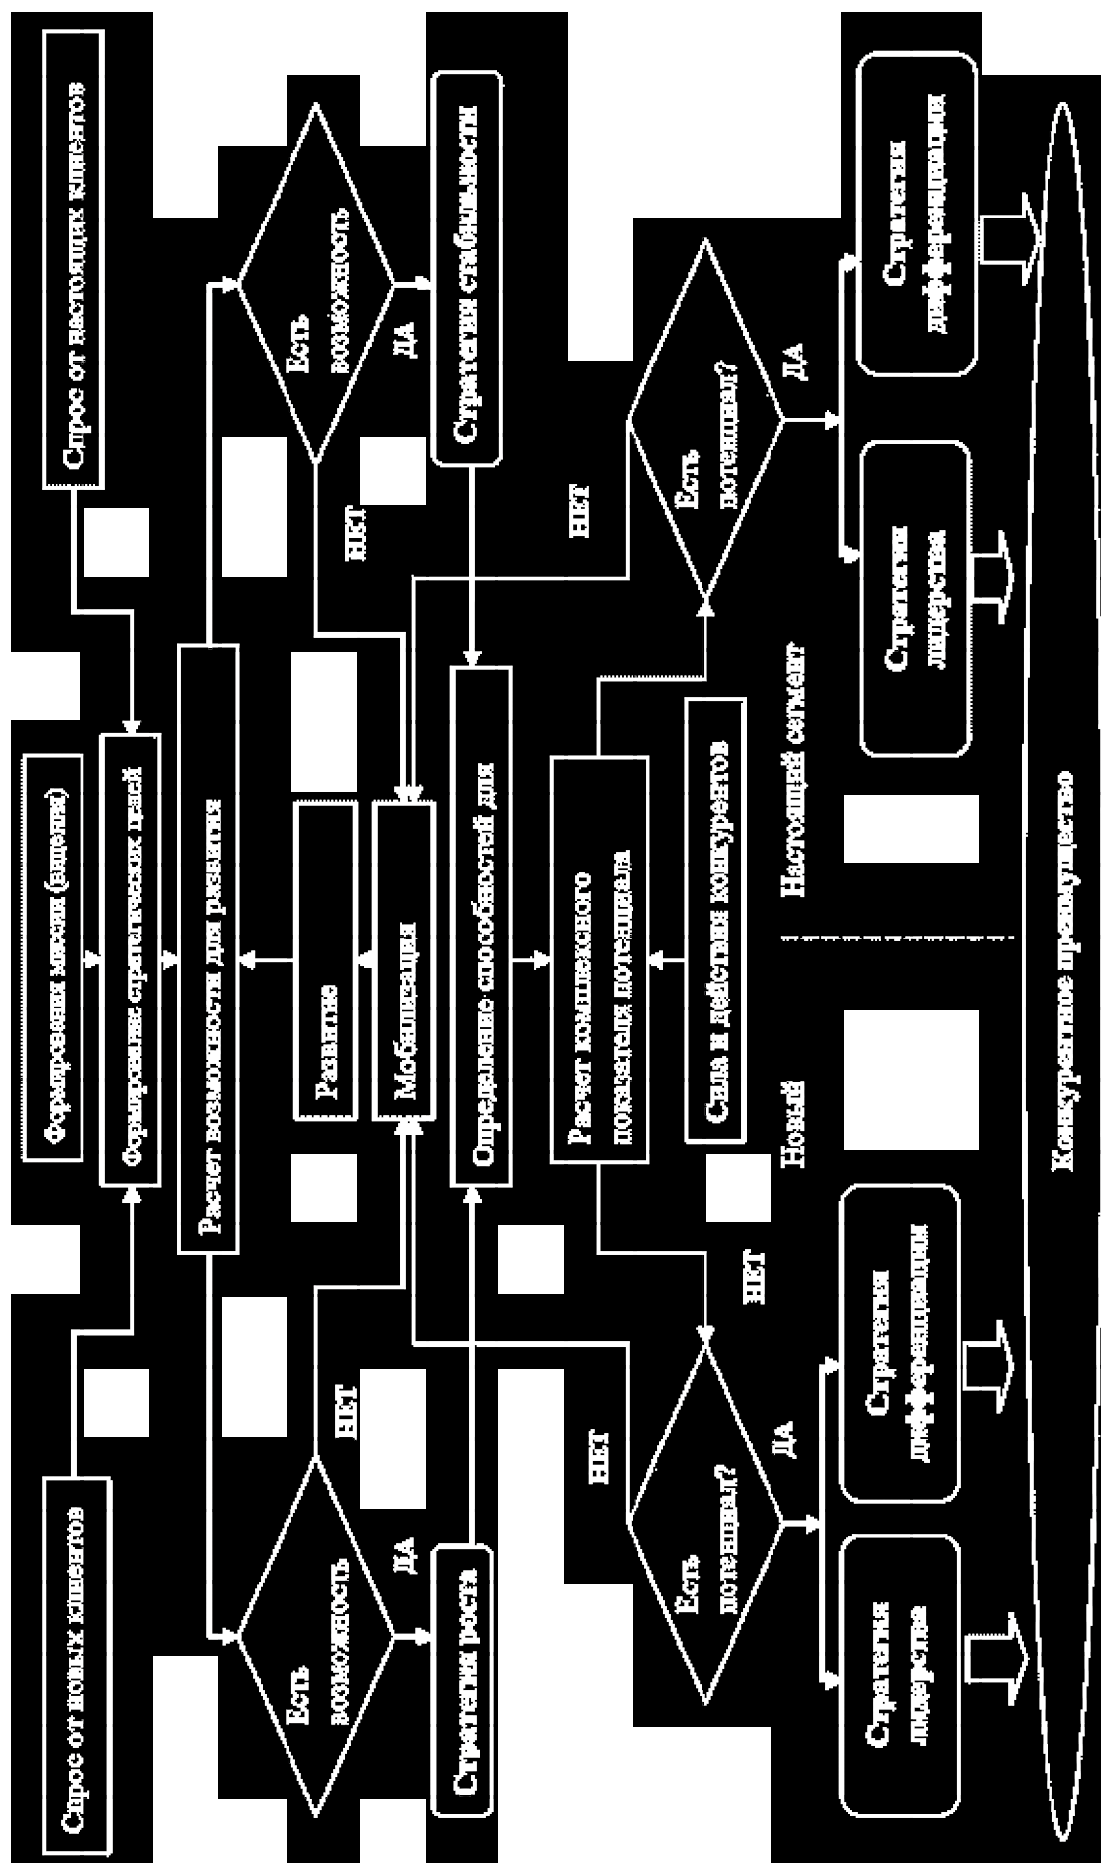 Спрос от новых клиентов
Формирования миссии (видения)
Спрос от настоящих клиентов
Формирование стратегических целей
Расчет возможности для развития
Есть
возможность
НЕТ
ДА
Развитие
Есть
возможность
НЕТ
ДА
Мобилизация
Стратегия роста
Определение способностей для
Стратегия стабильности
Расчет комплексного
показателя потенциала
НЕТ
НЕТ
Есть
потенциал?
НЕТ
ДА
Сила и действия конкурентов
Есть
потенциал?
ДА
Новый
Настоящий сегмент
Стратегия
лидерства
Стратегия
дифференциации
Стратегия
лидерства
Стратегия
дифференциации
Конкурентное преимущество